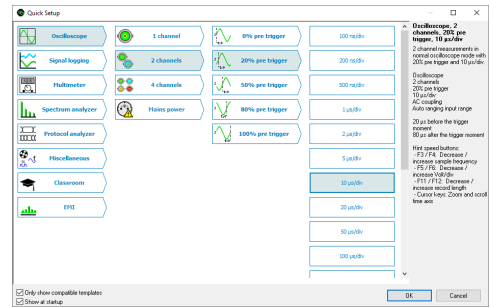 Quick Setup
Oscilloscope
Signal logging
Multimeter
Spectrum analyzer
Protocol analyzer
Miscellaneous
Classroom
EMI
1 channel
2 channels
4 channels
Mains power
0% pre trigger
20% pre trigger
50% pre trigger
80% pre trigger
100% pre trigger
100 ns/div
200 ns/div
500 ns/div
1 µs/div
2 µs/div
5 µs/div
10 µs/div
20 µs/div
50 µs/div
100 µs/div
Oscilloscope, 2
channels, 20% pre
trigger, 10 µs/div
2 channel measurements in
normal oscilloscope mode with
20% pre trigger and 10 µs/div.
Oscilloscope
2 channels
20% pre trigger
10 µs/div
AC coupling
Auto ranging input range
20 µs before the trigger
moment
80 µs after the trigger moment
Hint speed buttons:
- F3 / F4: Decrease /
increase sample frequency
- F5 / F6: Decrease /
increase Volt/div
- F11 / F12: Decrease /
increase record length
- Cursor keys: Zoom and scroll
time axis
Only show compatible templates
Show at startup
OK
Cancel